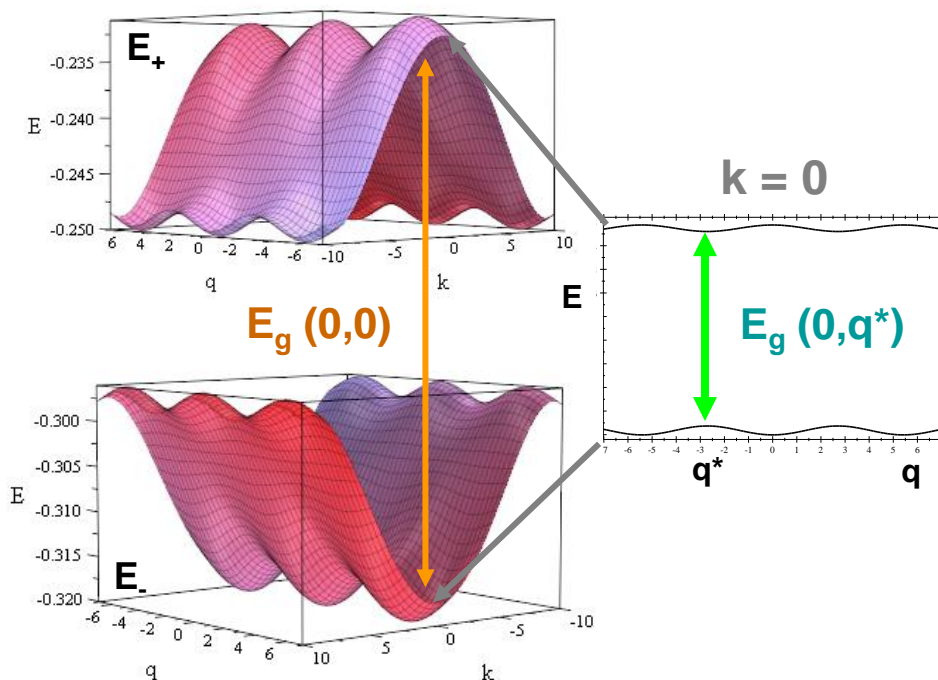 E+
-0.235
-0.240
E
-0.245
-0.250
6 4 2 0 -2 -4 -6
-10 -5 0 5 10
q
k
k = 0
E
Eg (0,0)
Eg (0,q*)
7 -6 -5 -4 -3 -2 -1 0 1 2 3 4 5 6
q*
q
-0.300
-0.305
E
-0.310
-0.315
-0.320
E-
-6 -4 -2 0 2 4 6
10 5 0 -5 -10
q
k